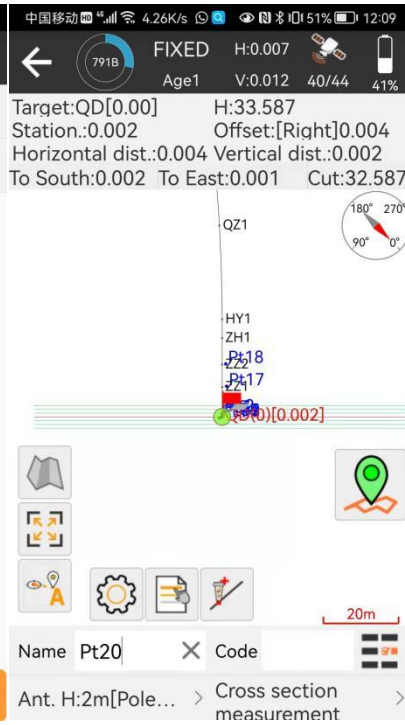 中国移动 HD 4.26K/s 51% 12:09
791B FIXED H:0.007
Age1 V:0.012 40/44 41%
Target:QD[0.00] H:33.587
Station.:0.002 Offset:[Right]0.004
Horizontal dist.:0.004 Vertical dist.:0.002
To South:0.002 To East:0.001 Cut:32.587
180° 270°
90° 0°
QZ1
HY1
ZH1
ZZ2 Pt18
ZZ1 Pt17
QD(0)[0.002]
A
20m
Name Pt20 Code
Ant. H:2m[Pole... > Cross section measurement >